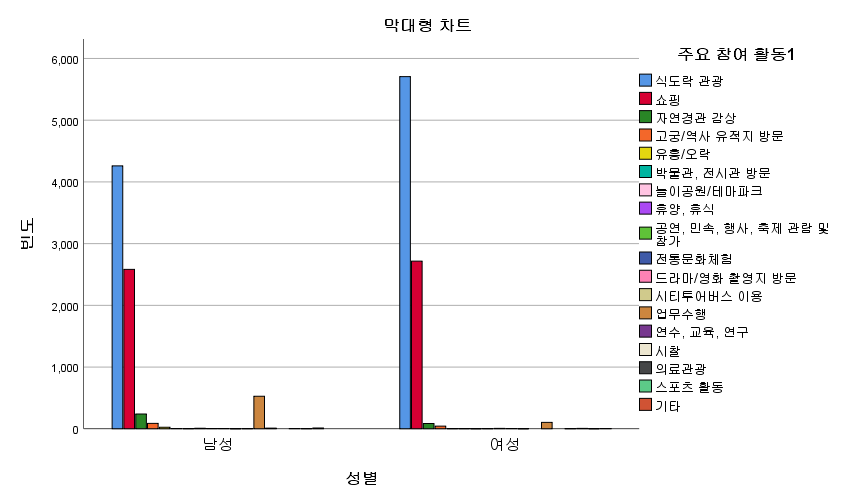 막대형 차트
주요 참여 활동1
빈도
6,000
5,000
4,000
3,000
2,000
1,000
0
남성
여성
성별
식도락 관광
쇼핑
자연경관 감상
고궁/역사 유적지 방문
유흥/오락
박물관, 전시관 방문
놀이공원/테마파크
휴양, 휴식
공연, 민속, 행사, 축제 관람 및
참가
전통문화체험
드라마/영화 촬영지 방문
시티투어버스 이용
업무수행
연수, 교육, 연구
시찰
의료관광
스포츠 활동
기타